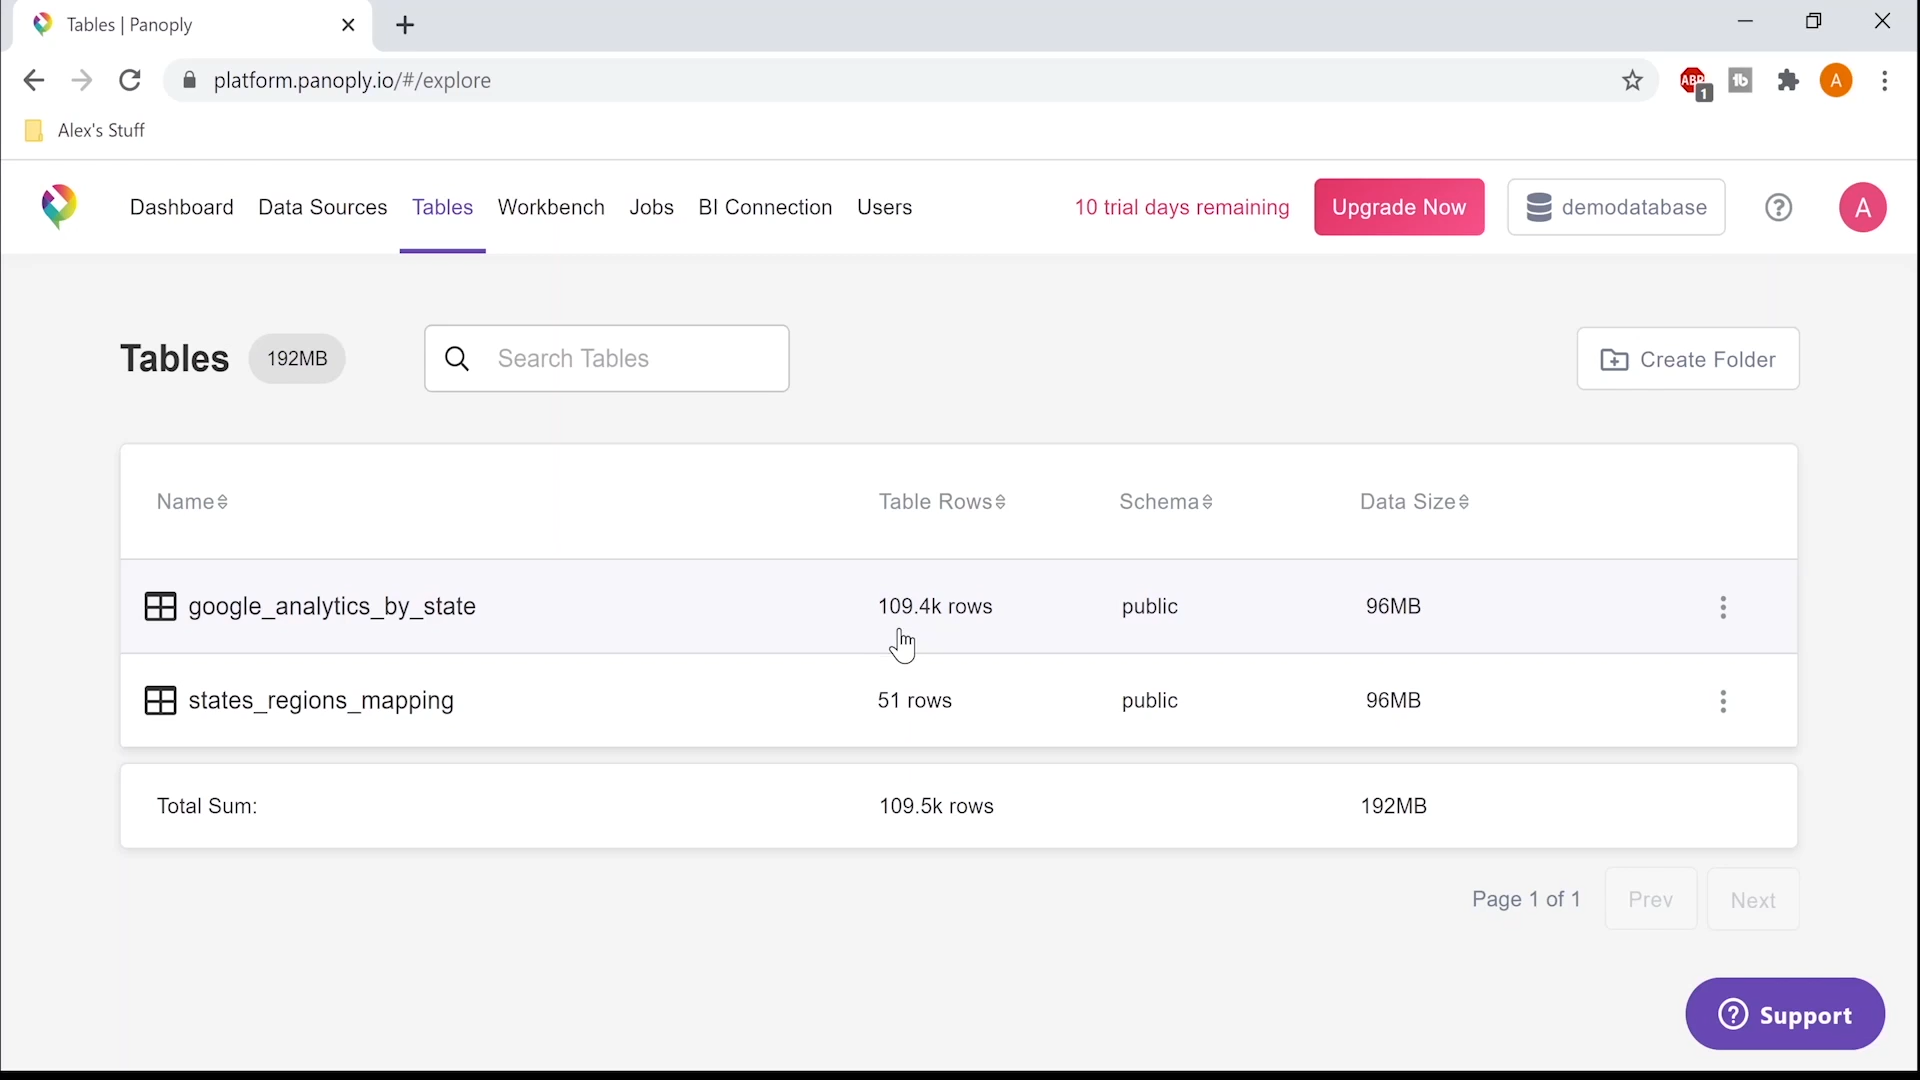 Tables | Panoply
platform.panoply.io/#/explore
ABP
1
tb
A
Alex's Stuff
Dashboard Data Sources Tables Workbench Jobs BI Connection Users 10 trial days remaining Upgrade Now demodatabase ? A
Tables 192MB Search Tables Create Folder
Name Table Rows Schema Data Size
google_analytics_by_state 109.4k rows public 96MB
states_regions_mapping 51 rows public 96MB
Total Sum: 109.5k rows 192MB
Page 1 of 1 Prev Next
? Support